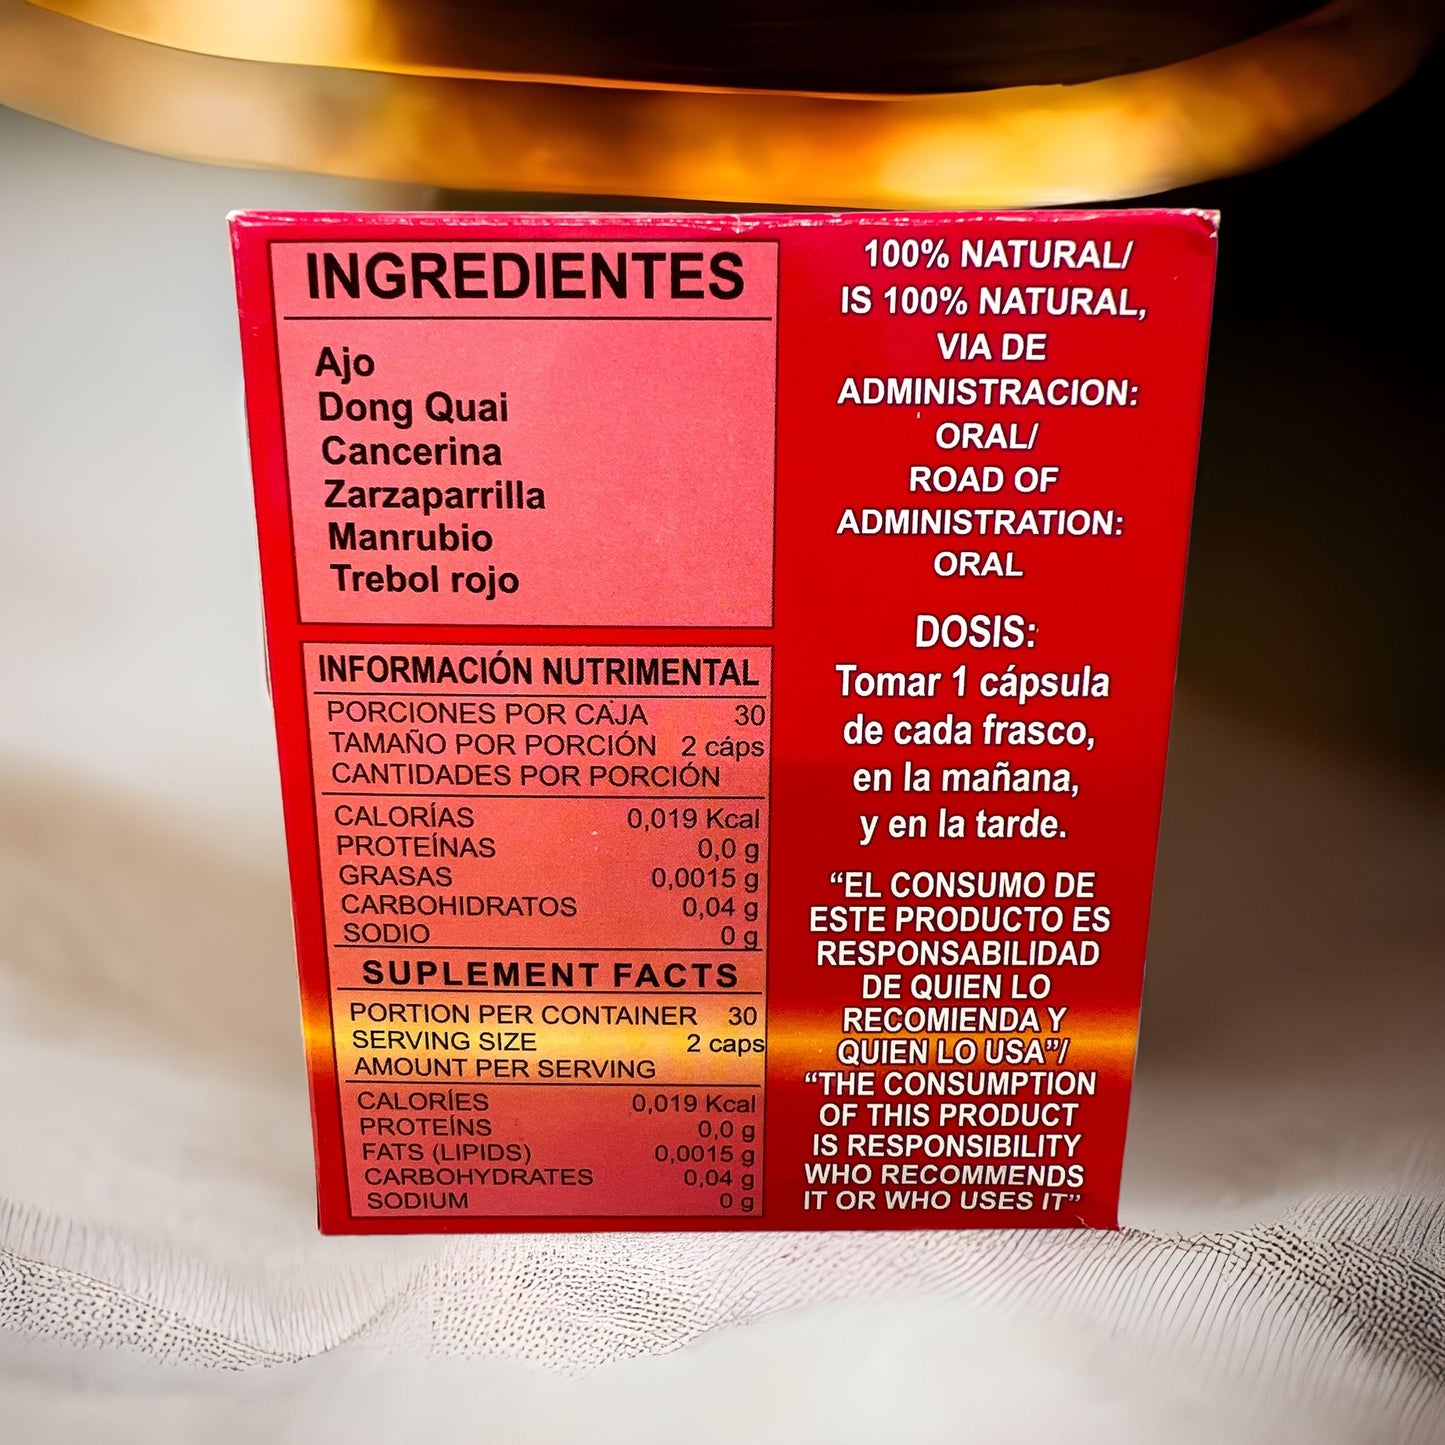 INGREDIENTES
Ajo
Dong Quai
Cancerina
Zarzaparrilla
Manrubio
Trebol rojo
INFORMACIÓN NUTRIMENTAL
PORCIONES POR CAJA 30
TAMAÑO POR PORCIÓN 2 cáps
CANTIDADES POR PORCIÓN
CALORÍAS 0,019 Kcal
PROTEÍNAS 0,0 g
GRASAS 0,0015 g
CARBOHIDRATOS 0,04 g
SODIO 0 g
SUPLEMENT FACTS
PORTION PER CONTAINER 30
SERVING SIZE 2 caps
AMOUNT PER SERVING
CALORÍES 0,019 Kcal
PROTEÍNS 0,0 g
FATS (LIPIDS) 0,0015 g
CARBOHYDRATES 0,04 g
SODIUM 0 g
100% NATURAL/
IS 100% NATURAL,
VIA DE
ADMINISTRACION:
ORAL/
ROAD OF
ADMINISTRATION:
ORAL
DOSIS:
Tomar 1 cápsula
de cada frasco,
en la mañana,
y en la tarde.
“EL CONSUMO DE
ESTE PRODUCTO ES
RESPONSABILIDAD
DE QUIEN LO
RECOMIENDA Y
QUIEN LO USA”/
“THE CONSUMPTION
OF THIS PRODUCT
IS RESPONSIBILITY
WHO RECOMMENDS
IT OR WHO USES IT”